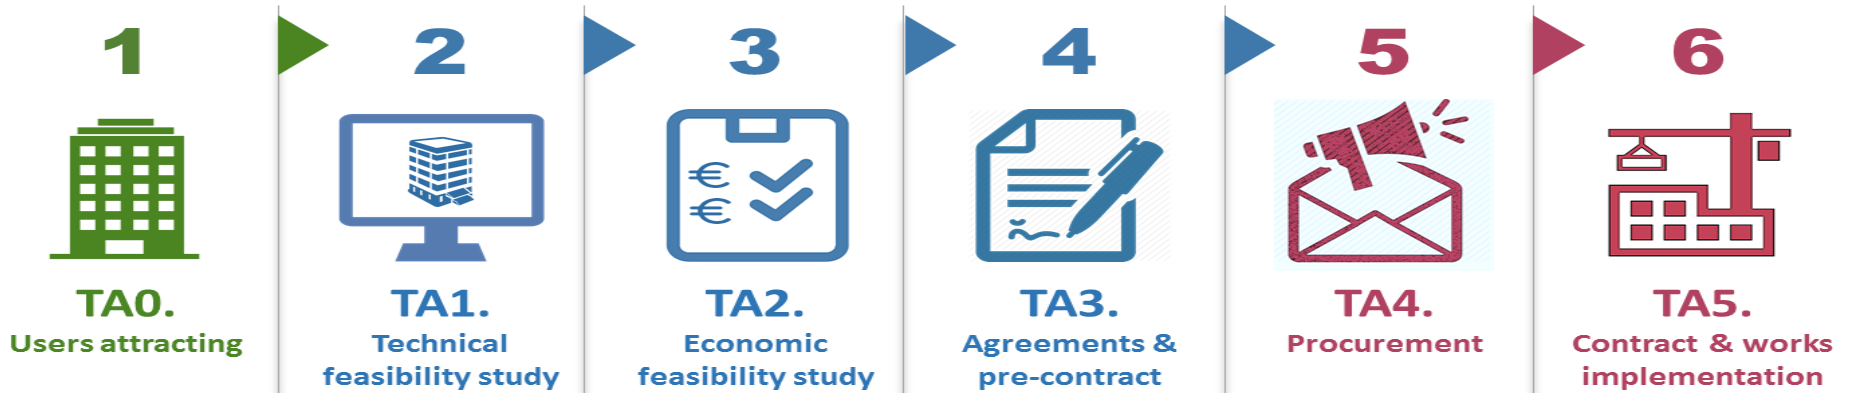 1
2
3
4
5
6
€
€
TA0.
Users attracting
TA1.
Technical
feasibility study
TA2.
Economic
feasibility study
TA3.
Agreements &
pre-contract
TA4.
Procurement
TA5.
Contract & works
implementation